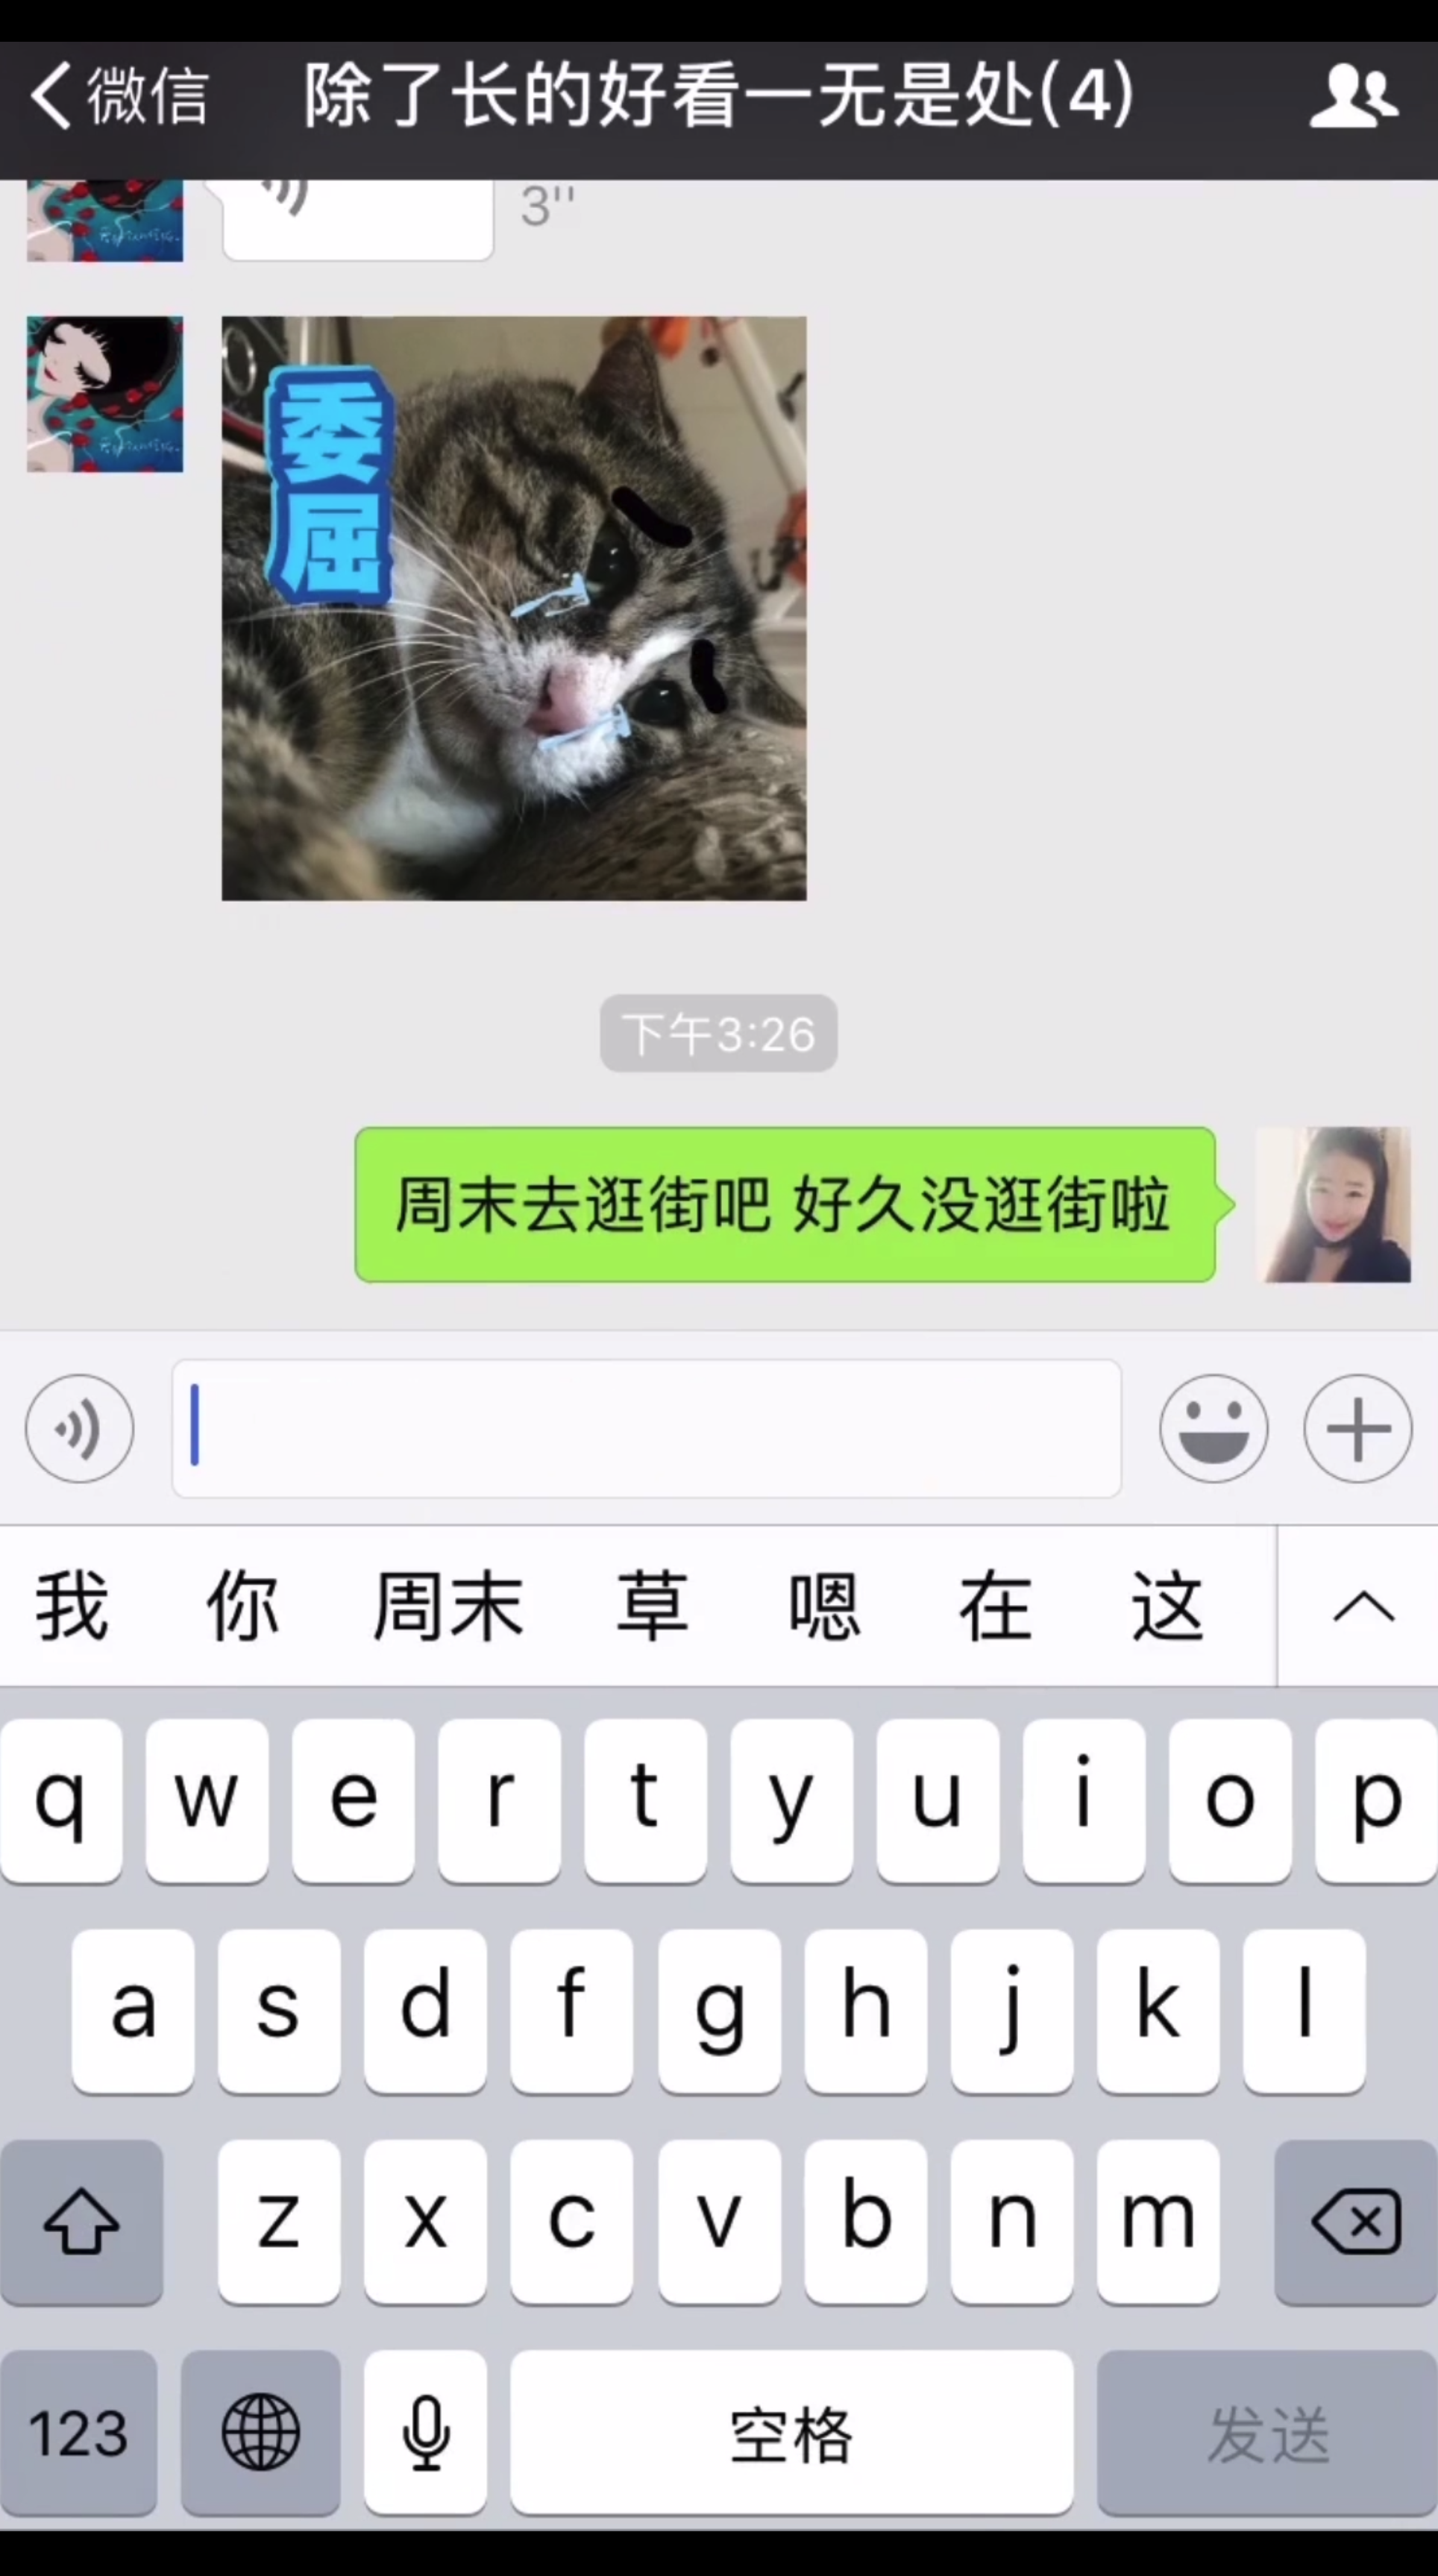 微信 除了长的好看一无是处(4)
3''
委
屈
下午3:26
周末去逛街吧 好久没逛街啦
我 你 周末 草 嗯 在 这
q w e r t y u i o p
a s d f g h j k l
z x c v b n m
123 空格 发送